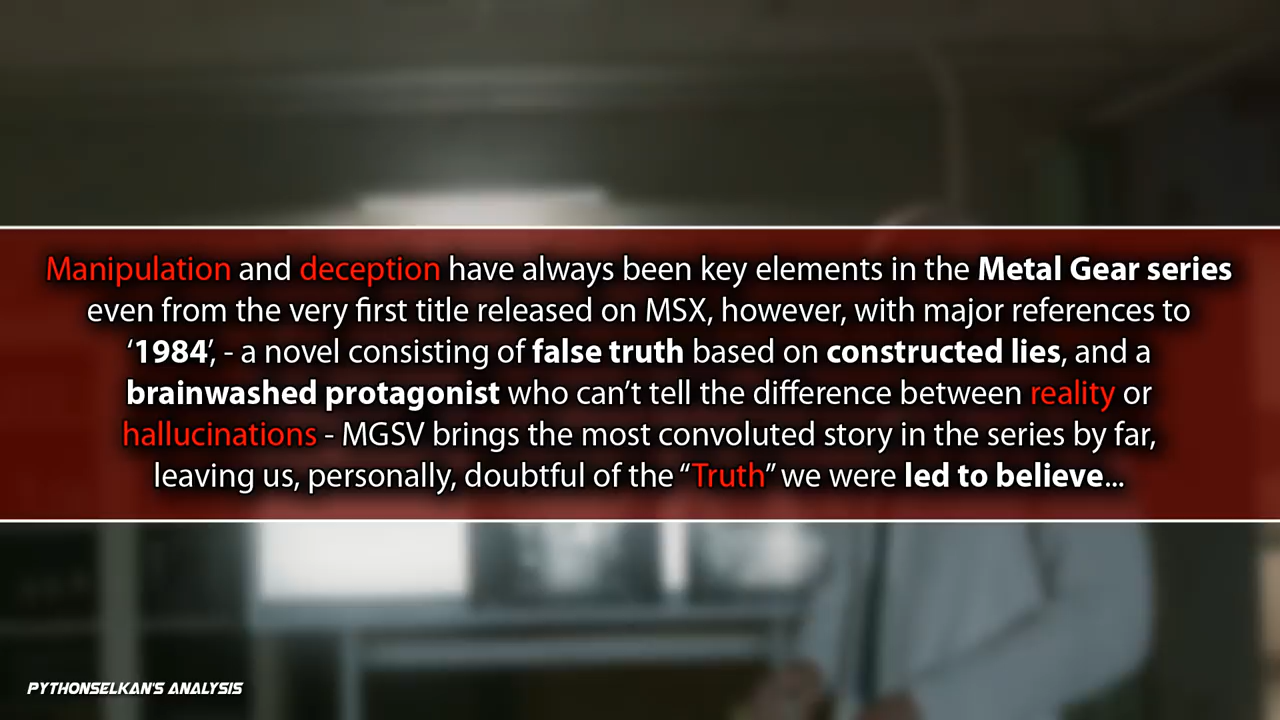 Manipulation and deception have always been key elements in the Metal Gear series
even from the very first title released on MSX, however, with major references to
‘1984’, - a novel consisting of false truth based on constructed lies, and a
brainwashed protagonist who can’t tell the difference between reality or
hallucinations - MGSV brings the most convoluted story in the series by far,
leaving us, personally, doubtful of the “Truth” we were led to believe...
PYTHONSELKAN'S ANALYSIS